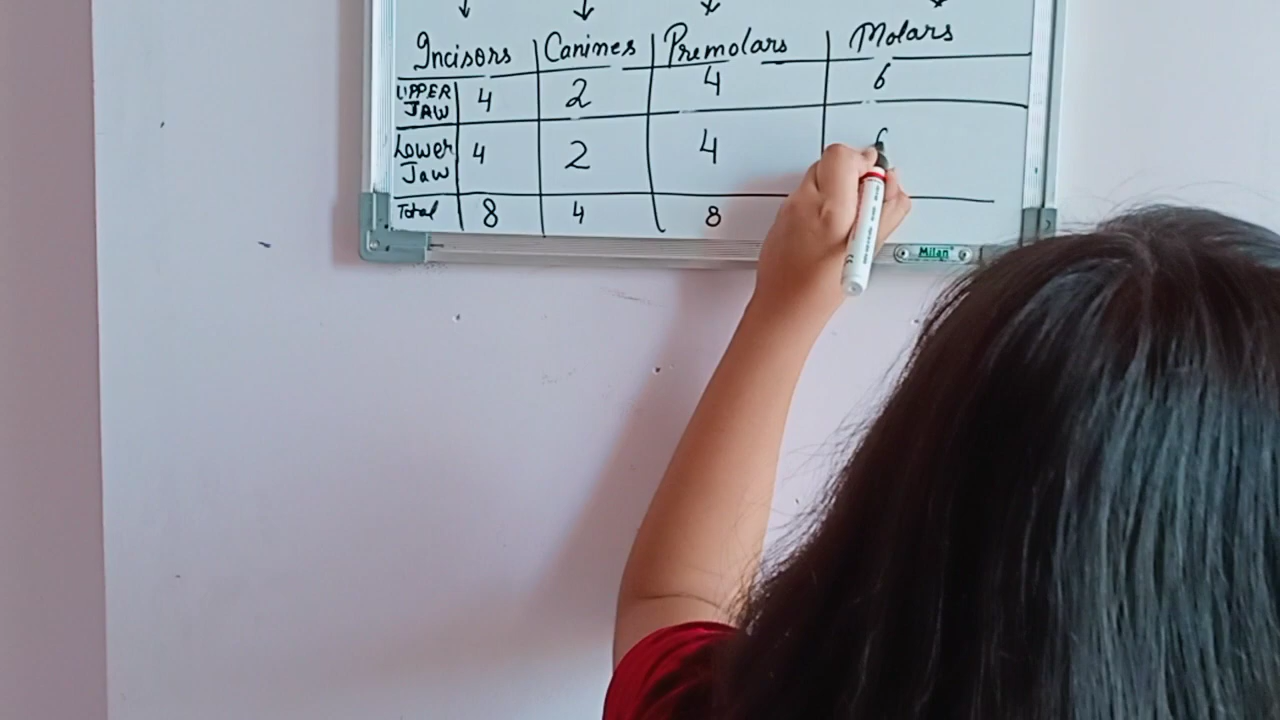 Incisors Canines Premolars Molars
UPPER JAW 4 2 4 6
Lower Jaw 4 2 4 6
Total 8 4 8
Milan